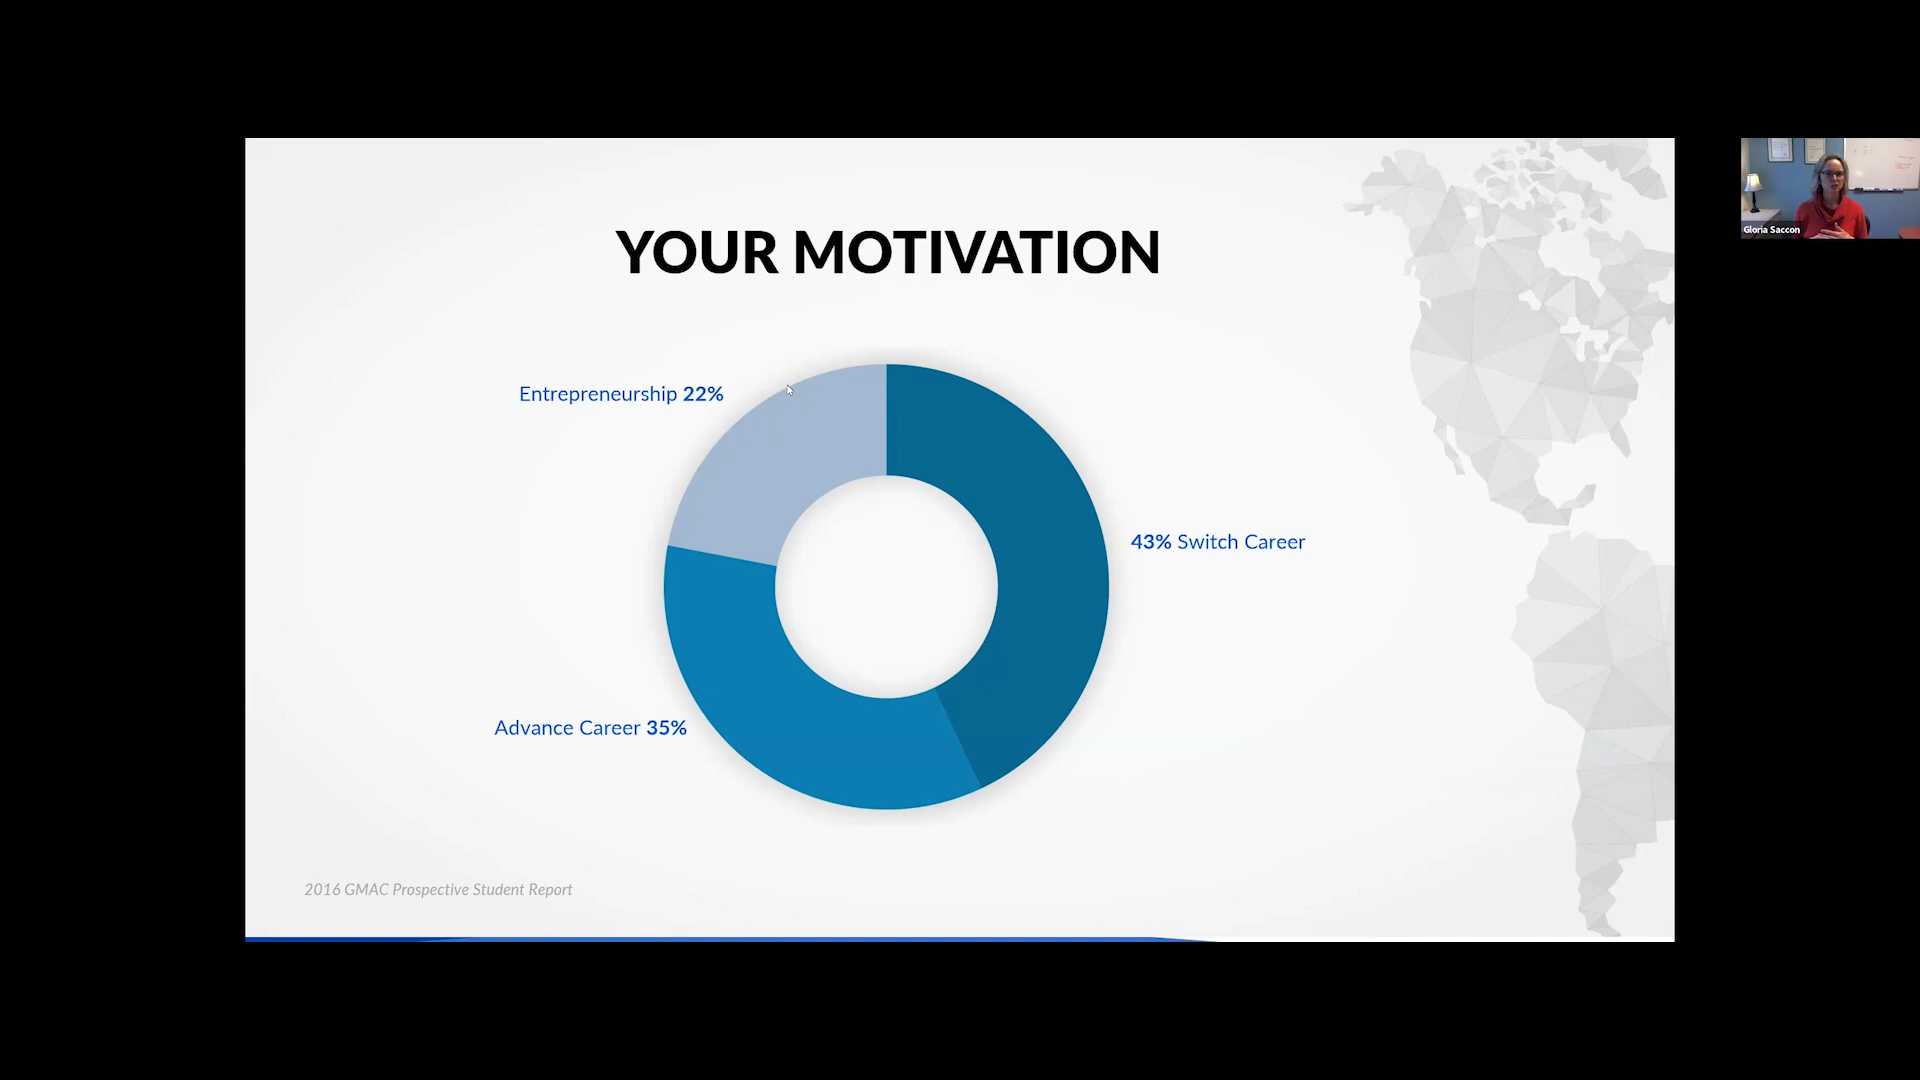 YOUR MOTIVATION
Entrepreneurship 22%
43% Switch Career
Advance Career 35%
2016 GMAC Prospective Student Report
Gloria Saccon